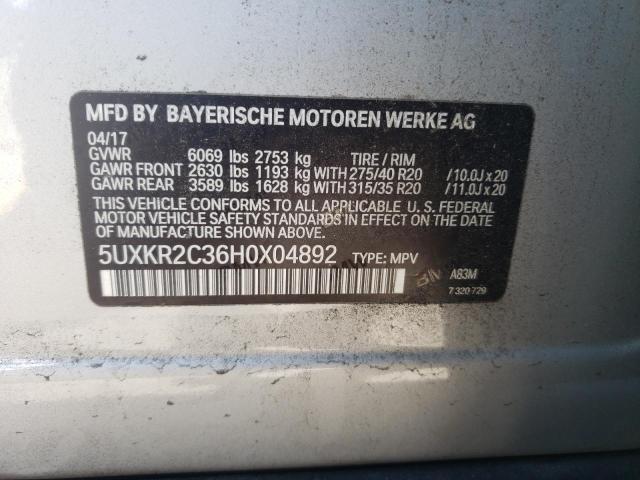 MFD BY BAYERISCHE MOTOREN WERKE AG
04/17
GVWR 6069 lbs 2753 kg TIRE / RIM
GAWR FRONT 2630 lbs 1193 kg WITH 275/40 R20 /10.0J x 20
GAWR REAR 3589 lbs 1628 kg WITH 315/35 R20 /11.0J x 20
THIS VEHICLE CONFORMS TO ALL APPLICABLE U. S. FEDERAL
MOTOR VEHICLE SAFETY STANDARDS IN EFFECT ON THE DATE
OF MANUFACTURE SHOWN ABOVE.
5UXKR2C36H0X04892 TYPE: MPV
A83M
7 320 729